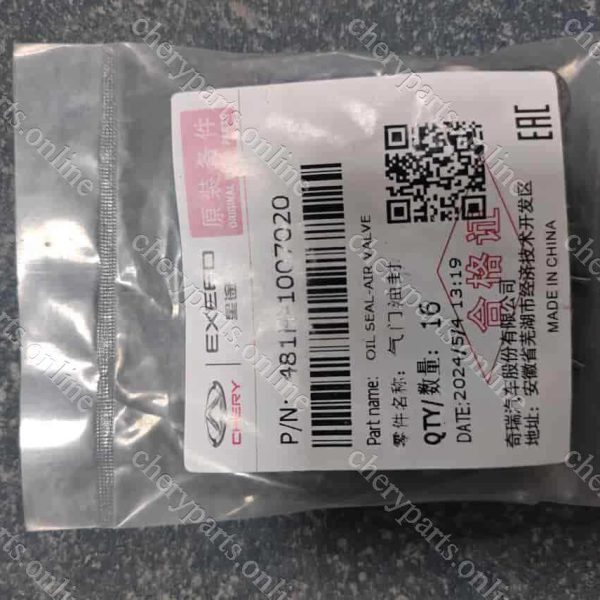 CHERY
EXEED
星途
原装备件
ORIGINAL
P/N: 481H-1007020
Part name: OIL SEAL-AIR VALVE
零件名称: 气门油封
QTY/数量: 16
DATE:2024/5/4 13:19
合格证
奇瑞汽车股份有限公司
地址: 安徽省芜湖市经济技术开发区
MADE IN CHINA
EAC
cheryparts.online